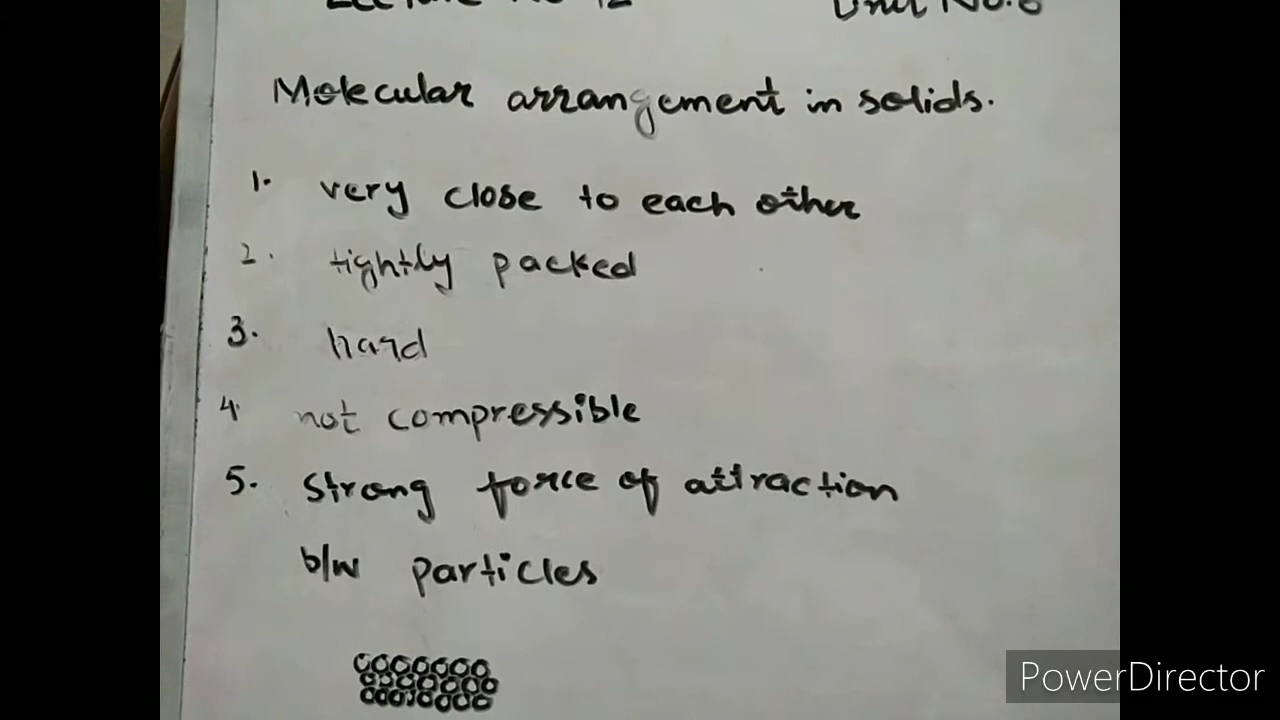 Molecular arrangement in solids.
1. very close to each other
2. tightly packed
3. hard
4. not compressible
5. strong force of attraction
b/w particles
PowerDirector